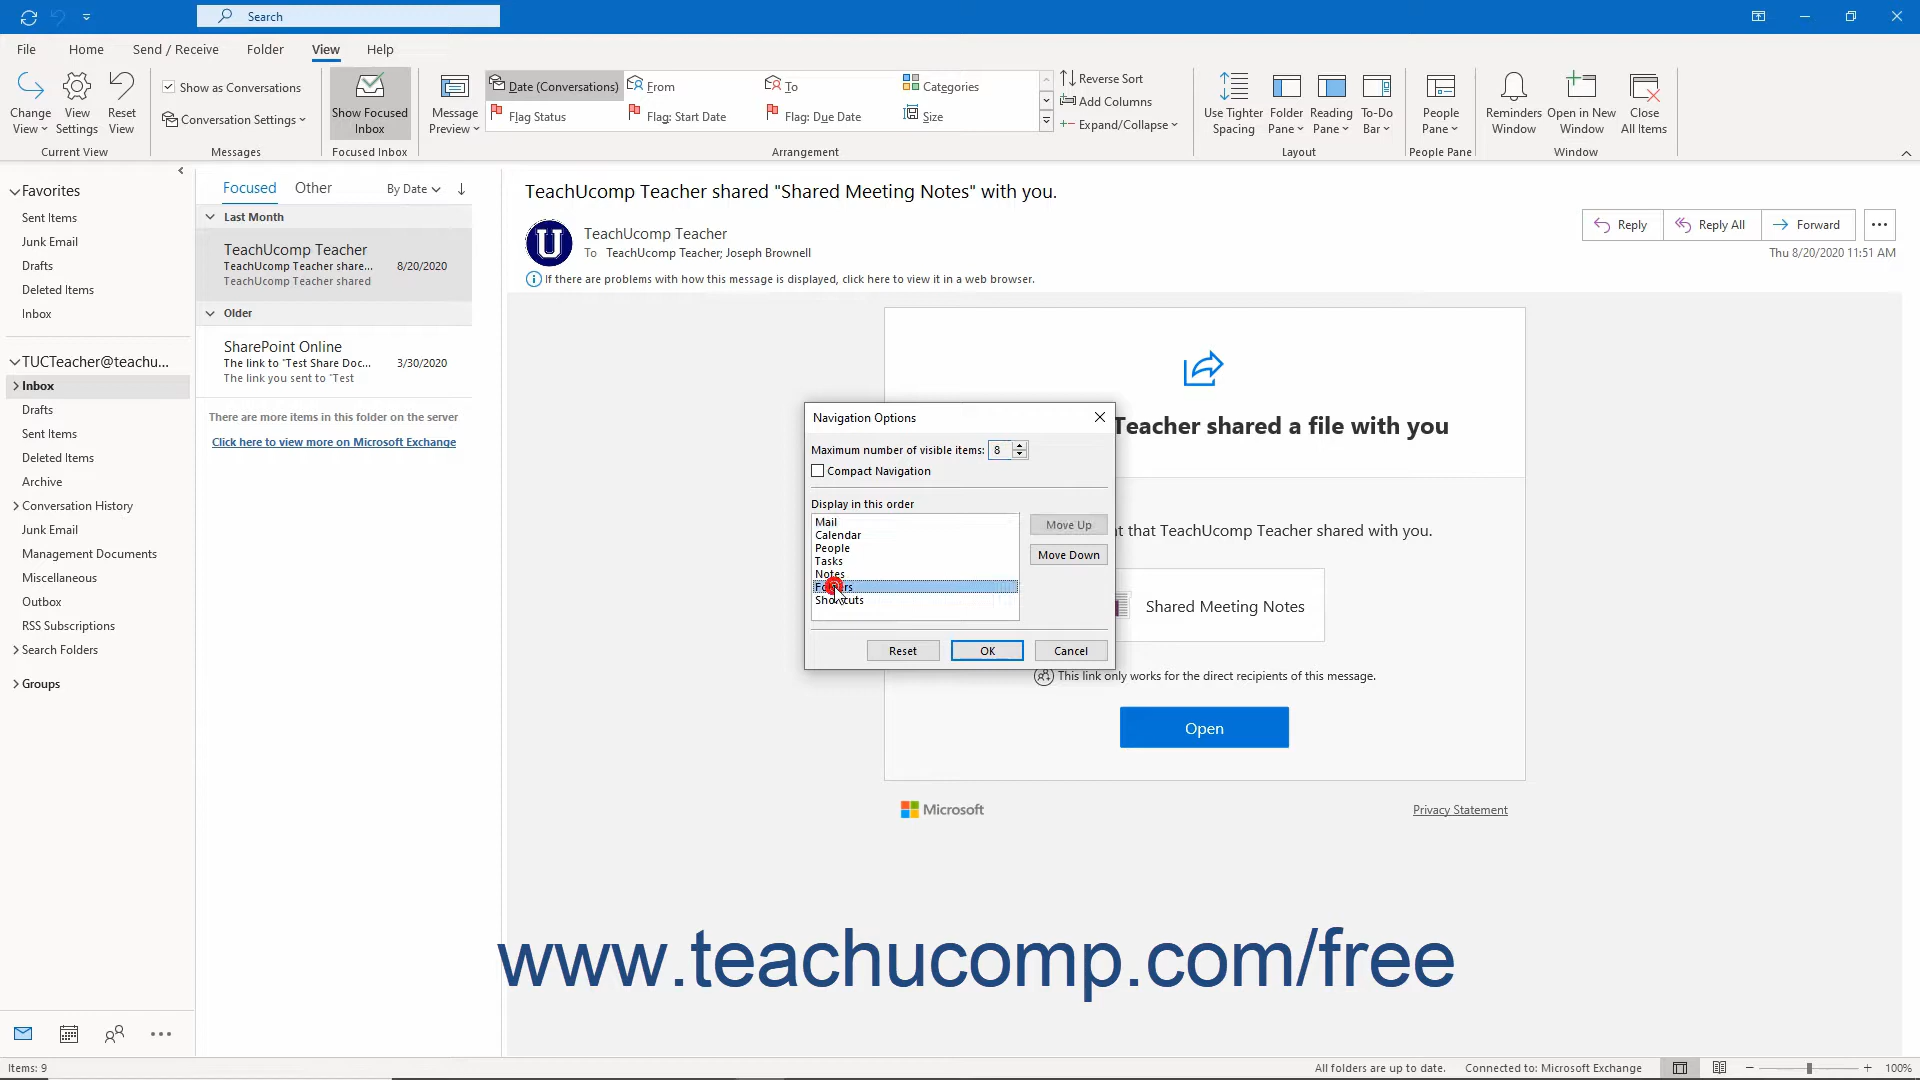 Search
File Home Send / Receive Folder View Help
Change View
View Settings
Reset View
Current View
Show as Conversations
Conversation Settings
Messages
Show Focused Inbox
Focused Inbox
Message Preview
Date (Conversations) From To Categories
Flag Status Flag: Start Date Flag: Due Date Size
Reverse Sort
Add Columns
Expand/Collapse
Arrangement
Use Tighter Spacing
Folder Pane
Reading Pane
To-Do Bar
Layout
People Pane
People Pane
Reminders Window
Open in New Window
Close All Items
Window
Favorites
Sent Items
Junk Email
Drafts
Deleted Items
Inbox
TUCTeacher@teachu...
Inbox
Drafts
Sent Items
Deleted Items
Archive
Conversation History
Junk Email
Management Documents
Miscellaneous
Outbox
RSS Subscriptions
Search Folders
Groups
Focused Other By Date
Last Month
TeachUcomp Teacher
TeachUcomp Teacher share... 8/20/2020
TeachUcomp Teacher shared
Older
SharePoint Online
The link to "Test Share Doc... 3/30/2020
The link you sent to "Test
There are more items in this folder on the server
Click here to view more on Microsoft Exchange
TeachUcomp Teacher shared "Shared Meeting Notes" with you.
U
TeachUcomp Teacher
To TeachUcomp Teacher; Joseph Brownell
Reply Reply All Forward
Thu 8/20/2020 11:51 AM
If there are problems with how this message is displayed, click here to view it in a web browser.
Teacher shared a file with you
t that TeachUcomp Teacher shared with you.
Shared Meeting Notes
This link only works for the direct recipients of this message.
Open
Microsoft
Privacy Statement
Navigation Options
Maximum number of visible items: 8
Compact Navigation
Display in this order
Mail
Calendar
People
Tasks
Notes
Folders
Shortcuts
Move Up
Move Down
Reset OK Cancel
www.teachucomp.com/free
Items: 9
All folders are up to date. Connected to: Microsoft Exchange 100%